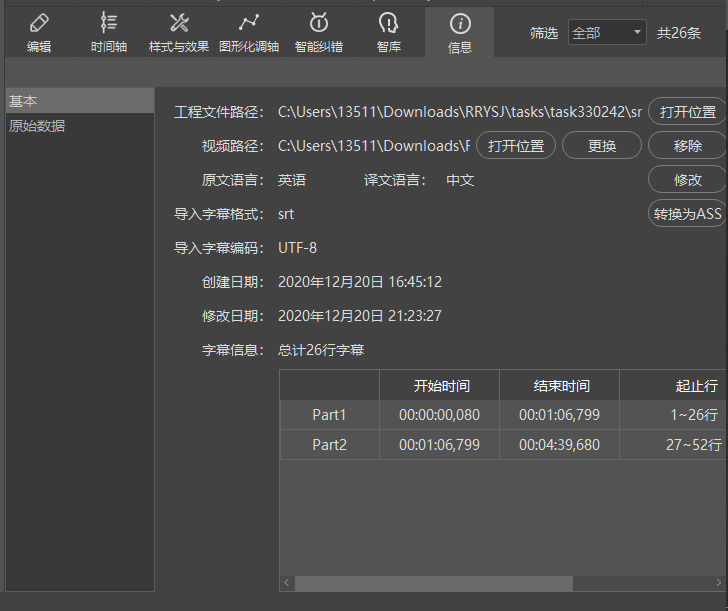 编辑 时间轴 样式与效果 图形化调轴 智能纠错 智库 信息 筛选 全部 共26条
基本
原始数据
工程文件路径： C:\Users\13511\Downloads\RRYSJ\tasks\task330242\sr 打开位置
视频路径： C:\Users\13511\Downloads\F 打开位置 更换 移除
原文语言： 英语 译文语言： 中文 修改
导入字幕格式： srt 转换为ASS
导入字幕编码： UTF-8
创建日期： 2020年12月20日 16:45:12
修改日期： 2020年12月20日 21:23:27
字幕信息： 总计26行字幕
开始时间 结束时间 起止行
Part1 00:00:00,080 00:01:06,799 1~26行
Part2 00:01:06,799 00:04:39,680 27~52行